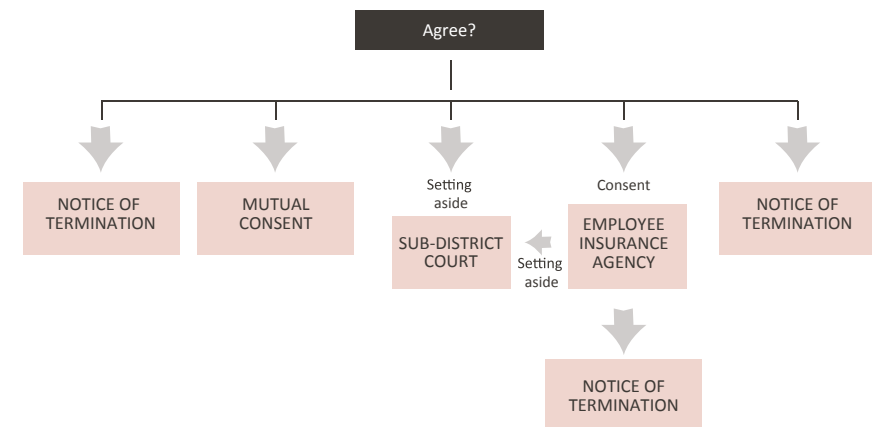 Agree?
NOTICE OF
TERMINATION
MUTUAL
CONSENT
Setting
aside
SUB-DISTRICT
COURT
Setting
aside
Consent
EMPLOYEE
INSURANCE
AGENCY
NOTICE OF
TERMINATION
NOTICE OF
TERMINATION